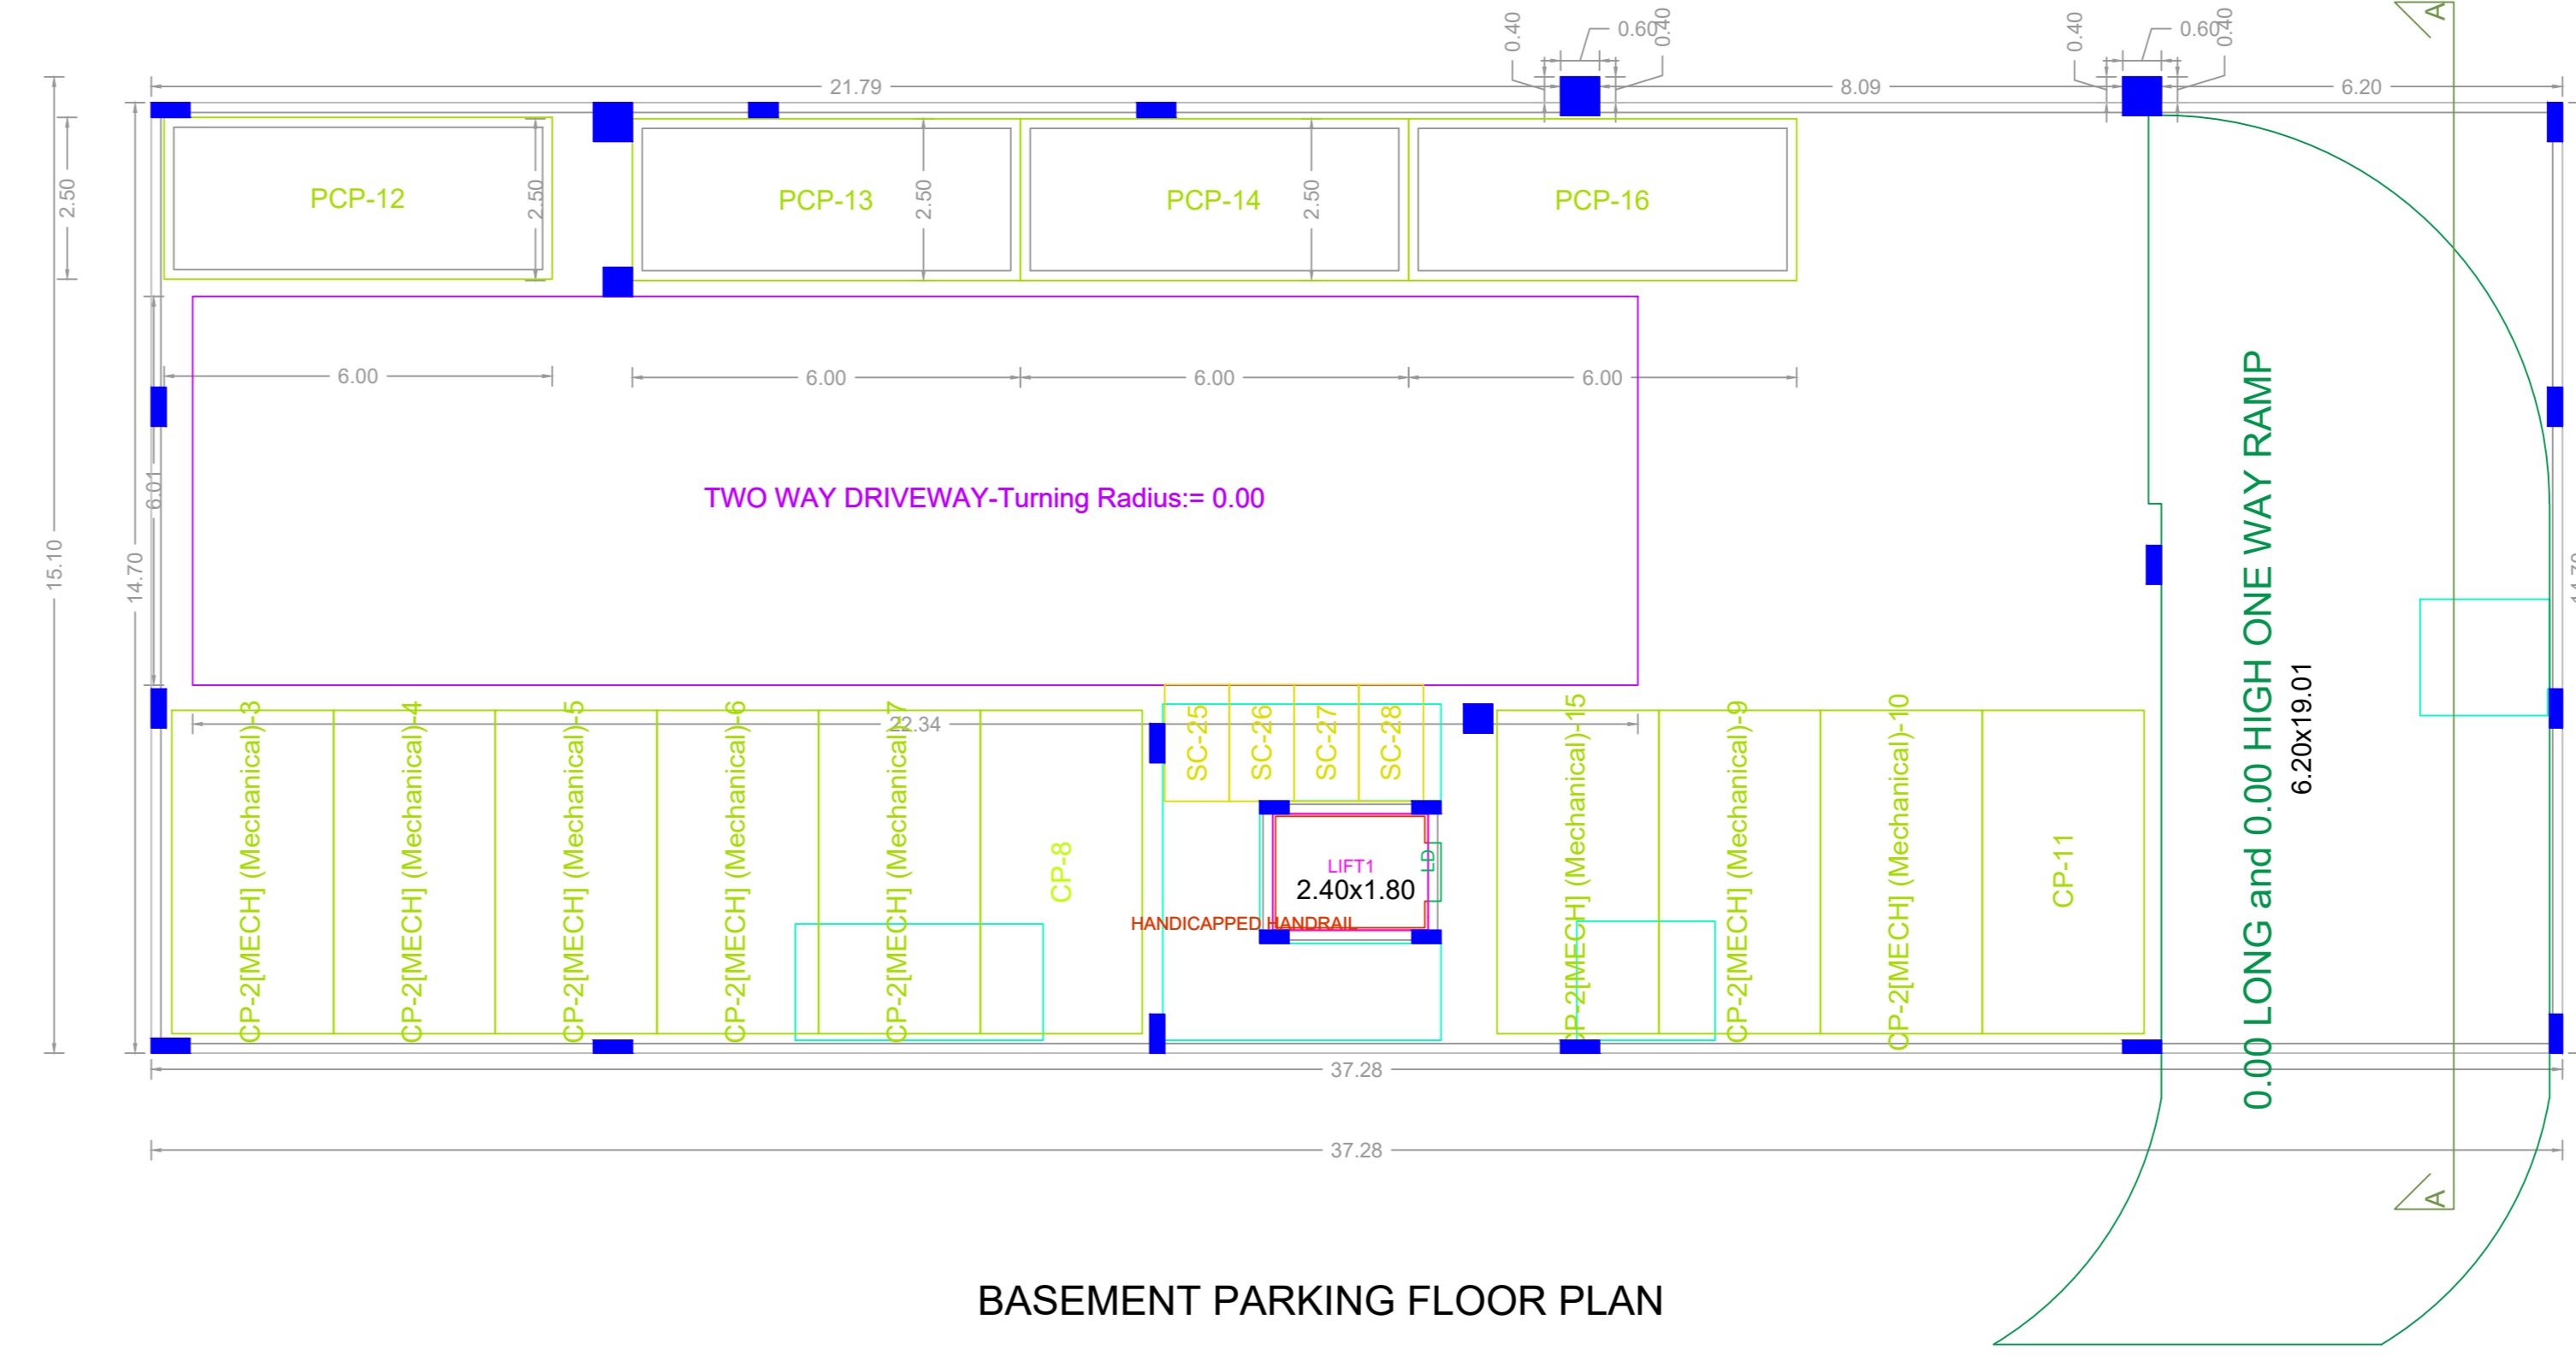 A
0.40
0.60
0.40
0.40
0.60
0.40
21.79
8.09
6.20
2.50
PCP-12
2.50
PCP-13
2.50
PCP-14
2.50
PCP-16
6.00
6.00
6.00
6.00
6.01
15.10
14.70
14.70
TWO WAY DRIVEWAY-Turning Radius:= 0.00
0.00 LONG and 0.00 HIGH ONE WAY RAMP
6.20x19.01
22.34
CP-2[MECH] (Mechanical)-3
CP-2[MECH] (Mechanical)-4
CP-2[MECH] (Mechanical)-5
CP-2[MECH] (Mechanical)-6
CP-2[MECH] (Mechanical)-7
CP-8
SC-25
SC-26
SC-27
SC-28
LIFT1
2.40x1.80
LD
HANDICAPPED HANDRAIL
CP-2[MECH] (Mechanical)-15
CP-2[MECH] (Mechanical)-9
CP-2[MECH] (Mechanical)-10
CP-11
37.28
37.28
A
BASEMENT PARKING FLOOR PLAN